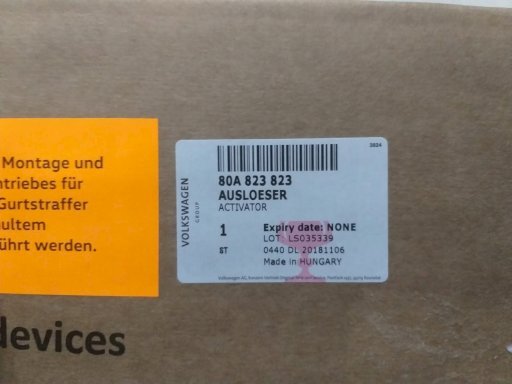 Montage und
ntriebes für
Gurtstraffer
ultem
ührt werden.
devices
VOLKSWAGEN
GROUP
3824
80A 823 823
AUSLOESER
ACTIVATOR
1
ST
Expiry date: NONE
LOT LS035339
0440 DL 20181106
Made in HUNGARY